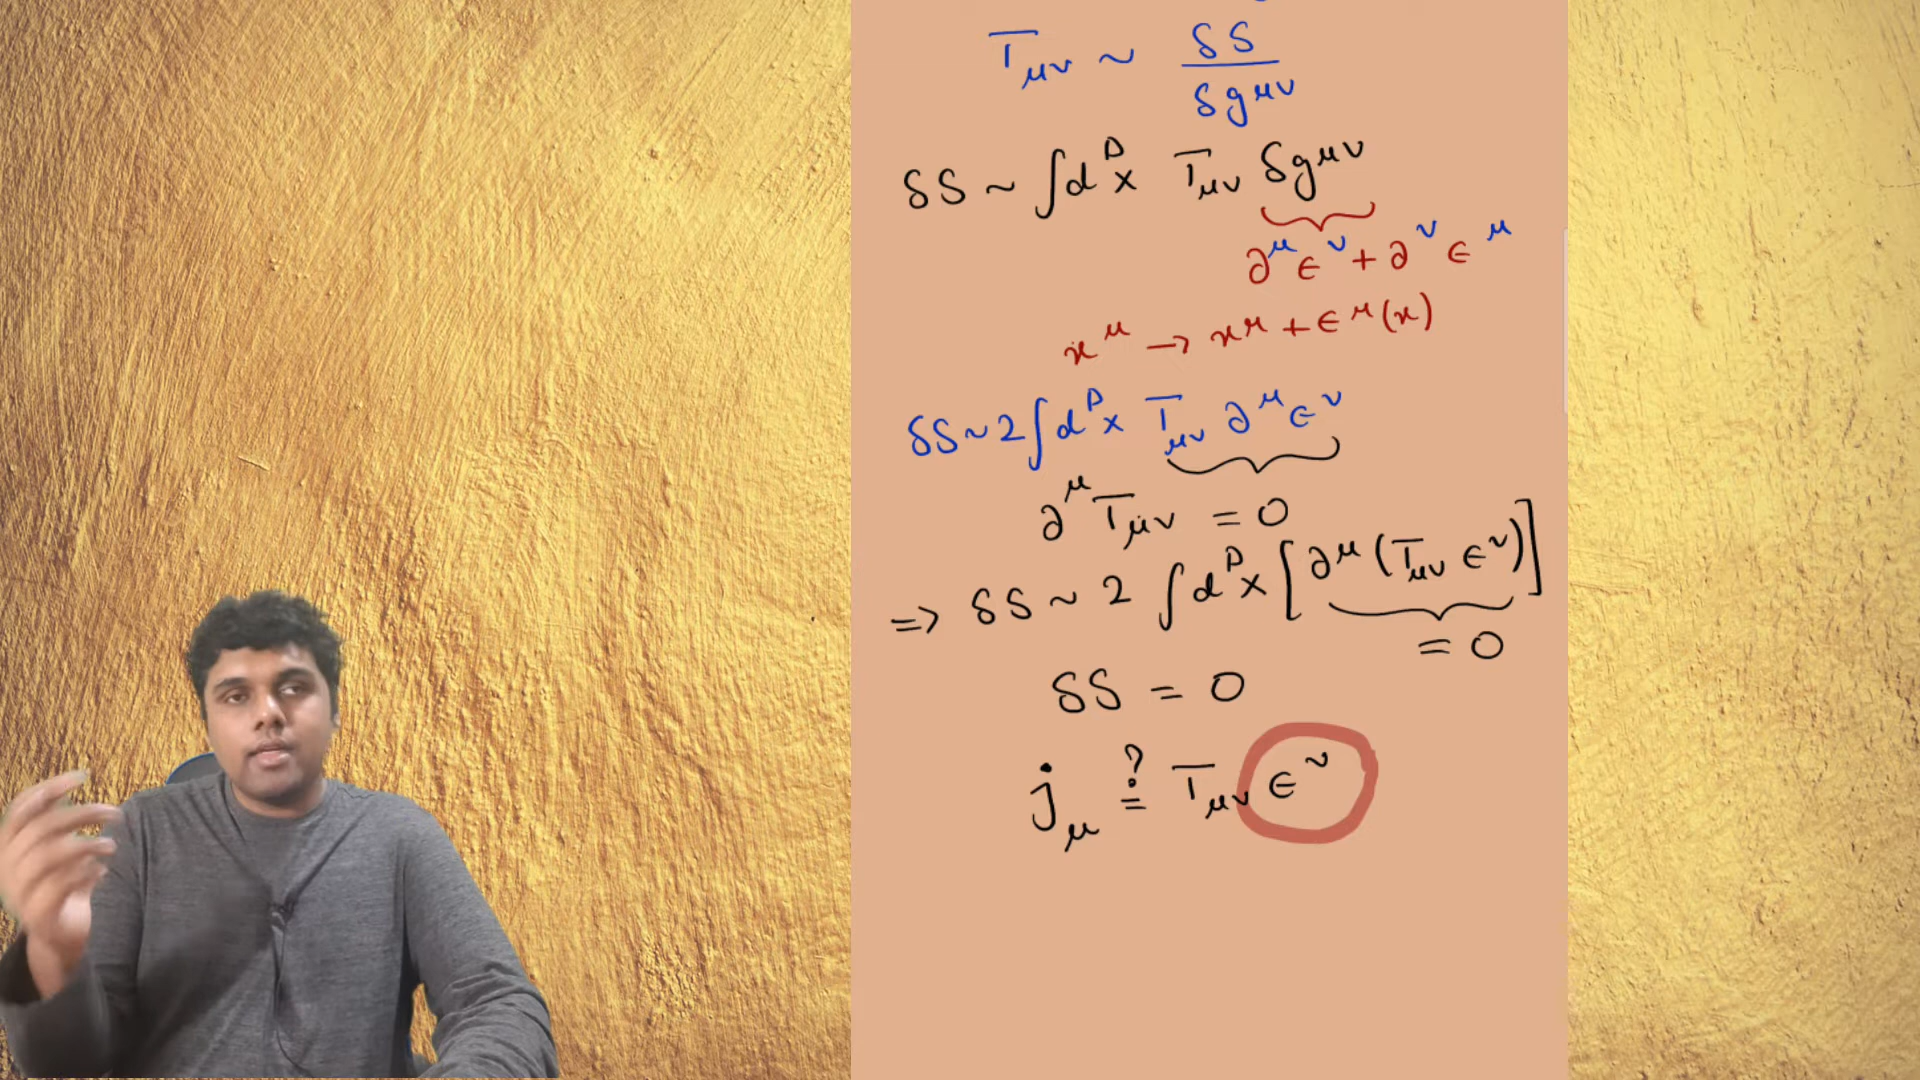 T_μν ~ δS / δg^μν
δS ~ ∫d^D x T_μν δg^μν
∂^μ ε^ν + ∂^ν ε^μ
x^μ → x^μ + ε^μ(x)
δS ~ 2∫d^D x T_μν ∂^μ ε^ν
∂^μ T_μν = 0
=> δS ~ 2 ∫d^D x [∂^μ (T_μν ε^ν)]
= 0
δS = 0
j_μ ?= T_μν ε^ν